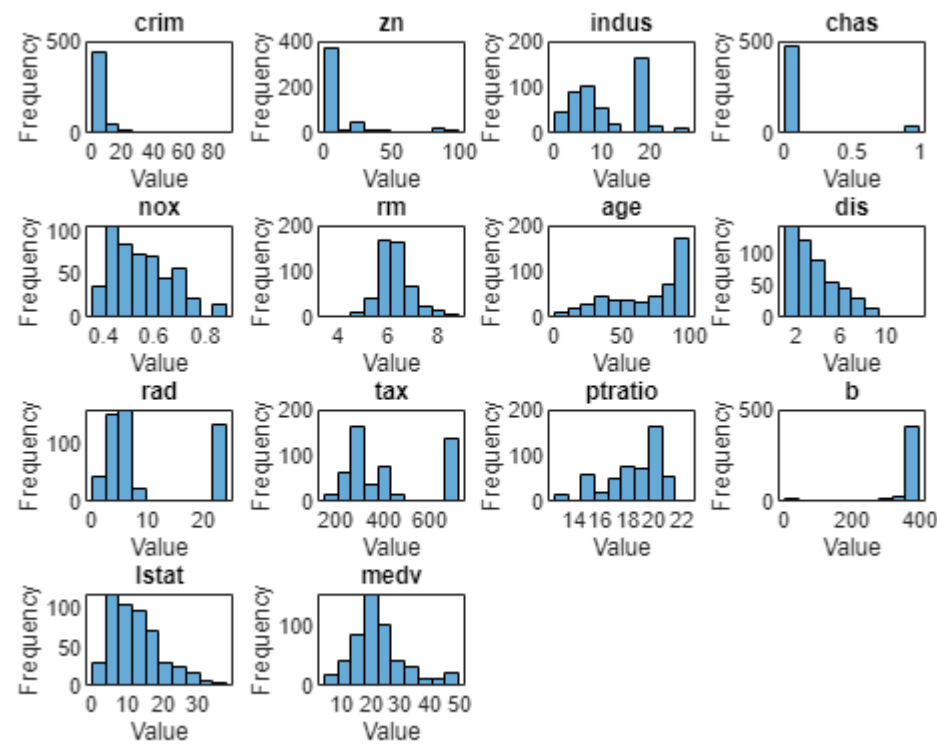 crim
500
0
Frequency
0 20 40 60 80
Value
zn
400
200
0
Frequency
0 50 100
Value
indus
200
100
0
Frequency
0 10 20
Value
chas
500
0
Frequency
0 0.5 1
Value
nox
100
50
0
Frequency
0.4 0.6 0.8
Value
rm
200
100
0
Frequency
4 6 8
Value
age
200
100
0
Frequency
0 50 100
Value
dis
100
50
0
Frequency
2 6 10
Value
rad
100
0
Frequency
0 10 20
Value
tax
200
100
0
Frequency
200 400 600
Value
ptratio
200
100
0
Frequency
14 16 18 20 22
Value
b
500
0
Frequency
0 200 400
Value
lstat
100
50
0
Frequency
0 10 20 30
Value
medv
100
0
Frequency
10 20 30 40 50
Value